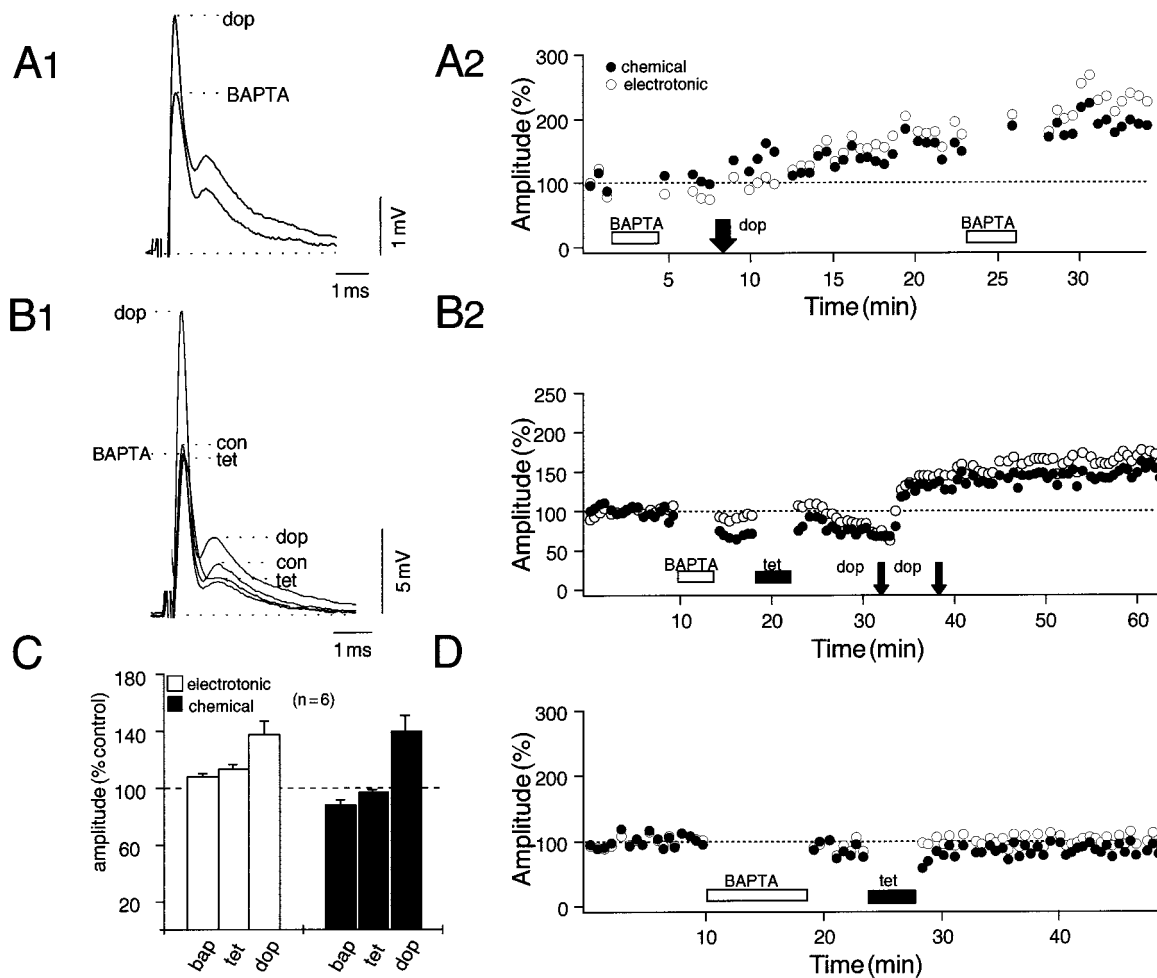 A1
dop
BAPTA
1 mV
1 ms
A2
Amplitude (%)
300
200
100
0
chemical
electrotonic
BAPTA
dop
BAPTA
5
10
15
20
25
30
Time (min)
B1
dop
BAPTA
con
tet
dop
con
tet
5 mV
1 ms
B2
Amplitude (%)
250
200
150
100
50
0
BAPTA
tet
dop
dop
10
20
30
40
50
60
Time (min)
C
amplitude (% control)
180
140
100
60
20
electrotonic
chemical
(n=6)
bap
tet
dop
bap
tet
dop
D
Amplitude (%)
300
200
100
0
BAPTA
tet
10
20
30
40
Time (min)